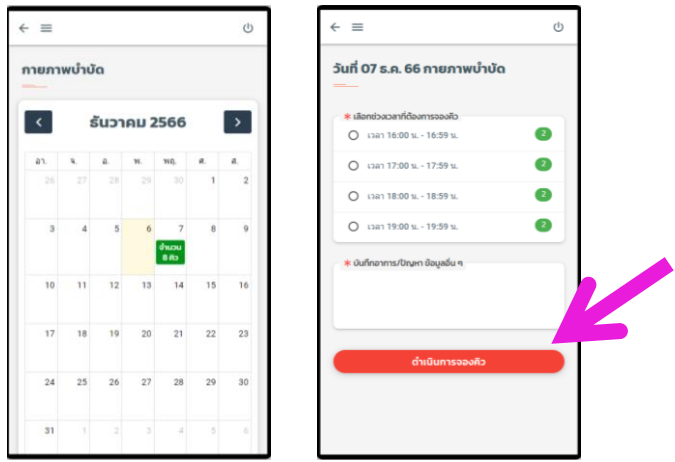 กายภาพบำบัด
ธันวาคม 2566
อา. จ. อ. พ. พฤ. ศ. ส.
26 27 28 29 30 1 2
3 4 5 6 7 8 9
จำนวน
8 คิว
10 11 12 13 14 15 16
17 18 19 20 21 22 23
24 25 26 27 28 29 30
31 1 2 3 4 5 6
วันที่ 07 ธ.ค. 66 กายภาพบำบัด
* เลือกช่วงเวลาที่ต้องการจองคิว
เวลา 16:00 น. - 16:59 น. 2
เวลา 17:00 น. - 17:59 น. 2
เวลา 18:00 น. - 18:59 น. 2
เวลา 19:00 น. - 19:59 น. 2
* บันทึกอาการ/ปัญหา ข้อมูลอื่น ๆ
ดำเนินการจองคิว